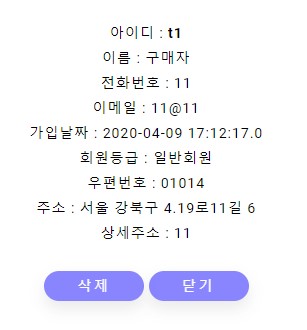 아이디 : t1
이름 : 구매자
전화번호 : 11
이메일 : 11@11
가입날짜 : 2020-04-09 17:12:17.0
회원등급 : 일반회원
우편번호 : 01014
주소 : 서울 강북구 4.19로11길 6
상세주소 : 11
삭제 닫기